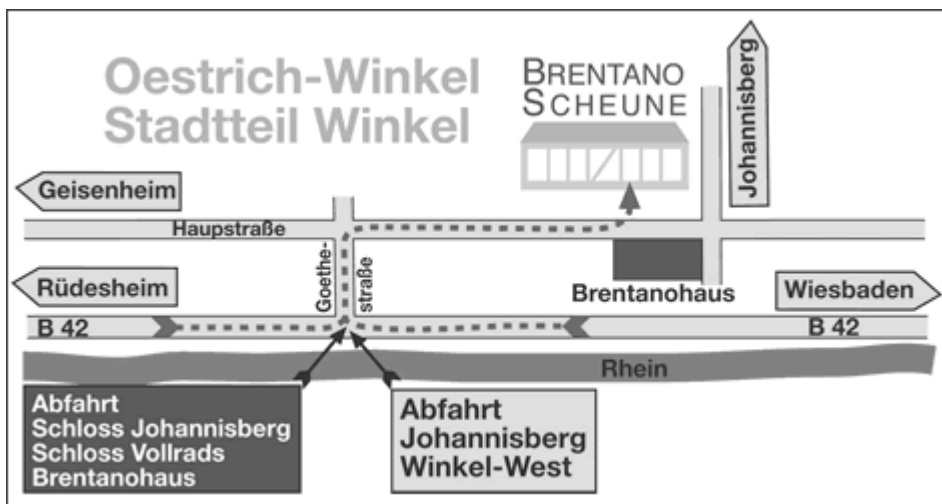 Oestrich-Winkel
Stadtteil Winkel
BRENTANO
SCHEUNE
Johannisberg
Geisenheim
Haupstraße
Goethe-
straße
Rüdesheim
Brentanohaus
Wiesbaden
B 42
B 42
Rhein
Abfahrt
Schloss Johannisberg
Schloss Vollrads
Brentanohaus
Abfahrt
Johannisberg
Winkel-West